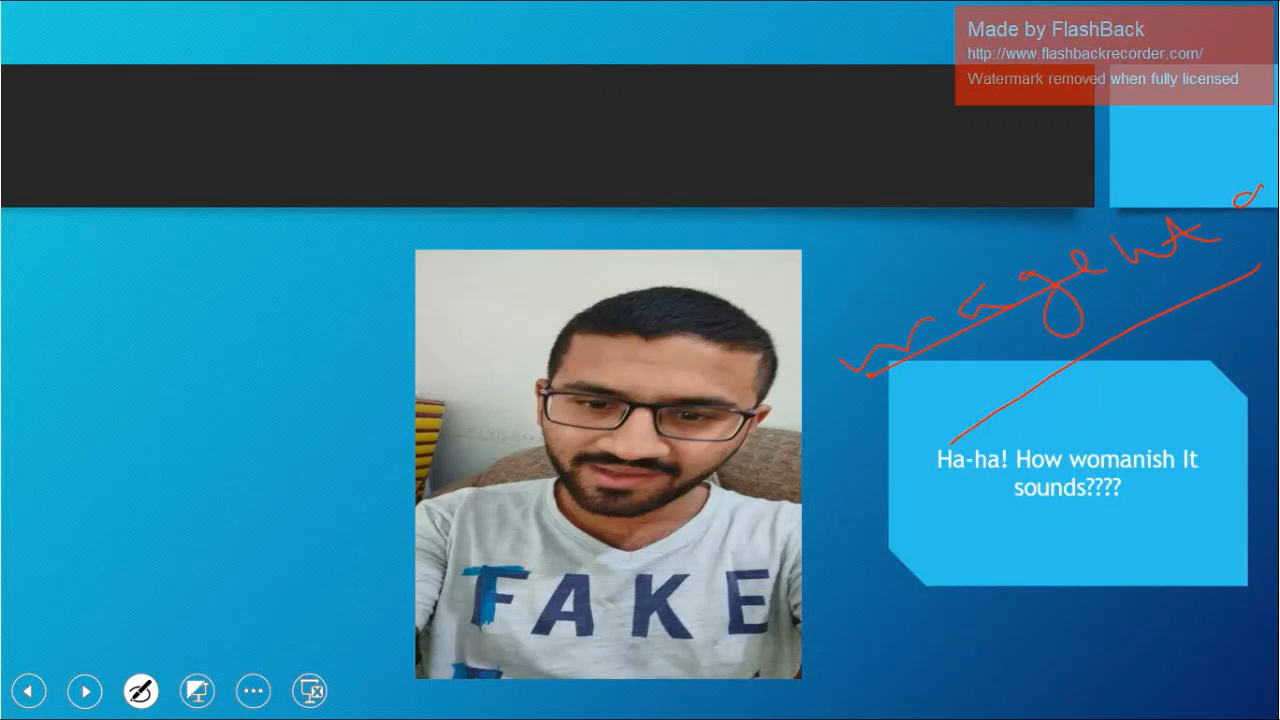 Made by FlashBack
http://www.flashbackrecorder.com/
Watermark removed when fully licensed
Ha-ha! How womanish It
sounds????
FAKE